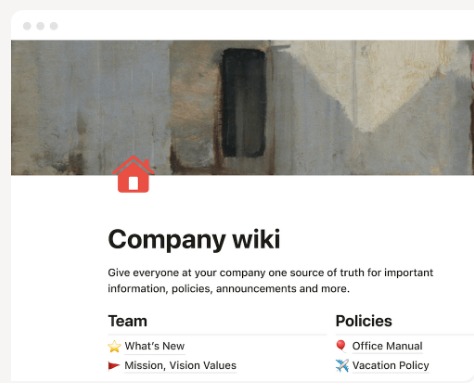 Company wiki
Give everyone at your company one source of truth for important
information, policies, announcements and more.
Team
Policies
What's New
Office Manual
Mission, Vision Values
Vacation Policy